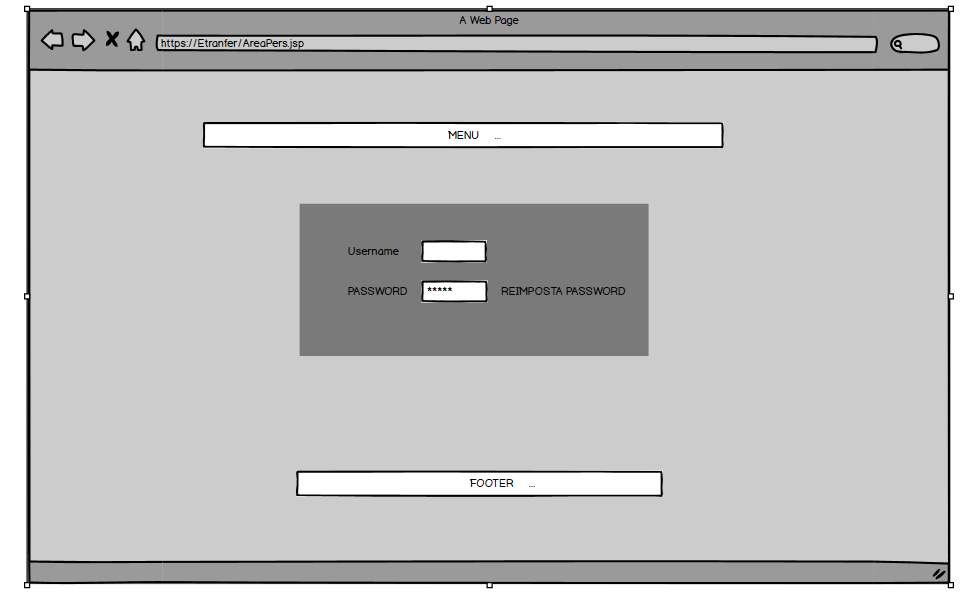 A Web Page
https://Etranfer/AreaPers.jsp
MENU ...
Username
PASSWORD ***** REIMPOSTA PASSWORD
FOOTER ...